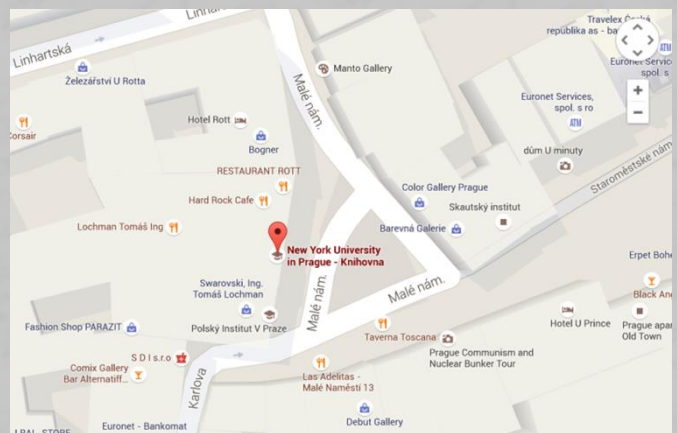 Linhartská
Linhartská
Travelex Česká
republika as - ba
Železářství U Rotta
Malé nám.
Manto Gallery
Euronet Servic
spol. s
Euronet Services,
spol. s ro
ATM
ATM
Corsair
Hotel Rott
Bogner
dům U minuty
RESTAURANT ROTT
Staroměstské nám
Hard Rock Cafe
Color Gallery Prague
Skautský institut
Lochman Tomáš Ing
Barevná Galerie
New York University
in Prague - Knihovna
Erpet Bohe
Swarovski, Ing.
Tomáš Lochman
Malé nám.
Malé nám.
Black An
Fashion Shop PARAZIT
Polský Institut V Praze
Hotel U Prince
Prague apar
Old Town
Taverna Toscana
S D I s.r.o
Prague Communism and
Nuclear Bunker Tour
Comix Gallery
Bar Alternatiff...
Karlova
Las Adelitas -
Malé Naměstí 13
Euronet - Bankomat
Debut Gallery